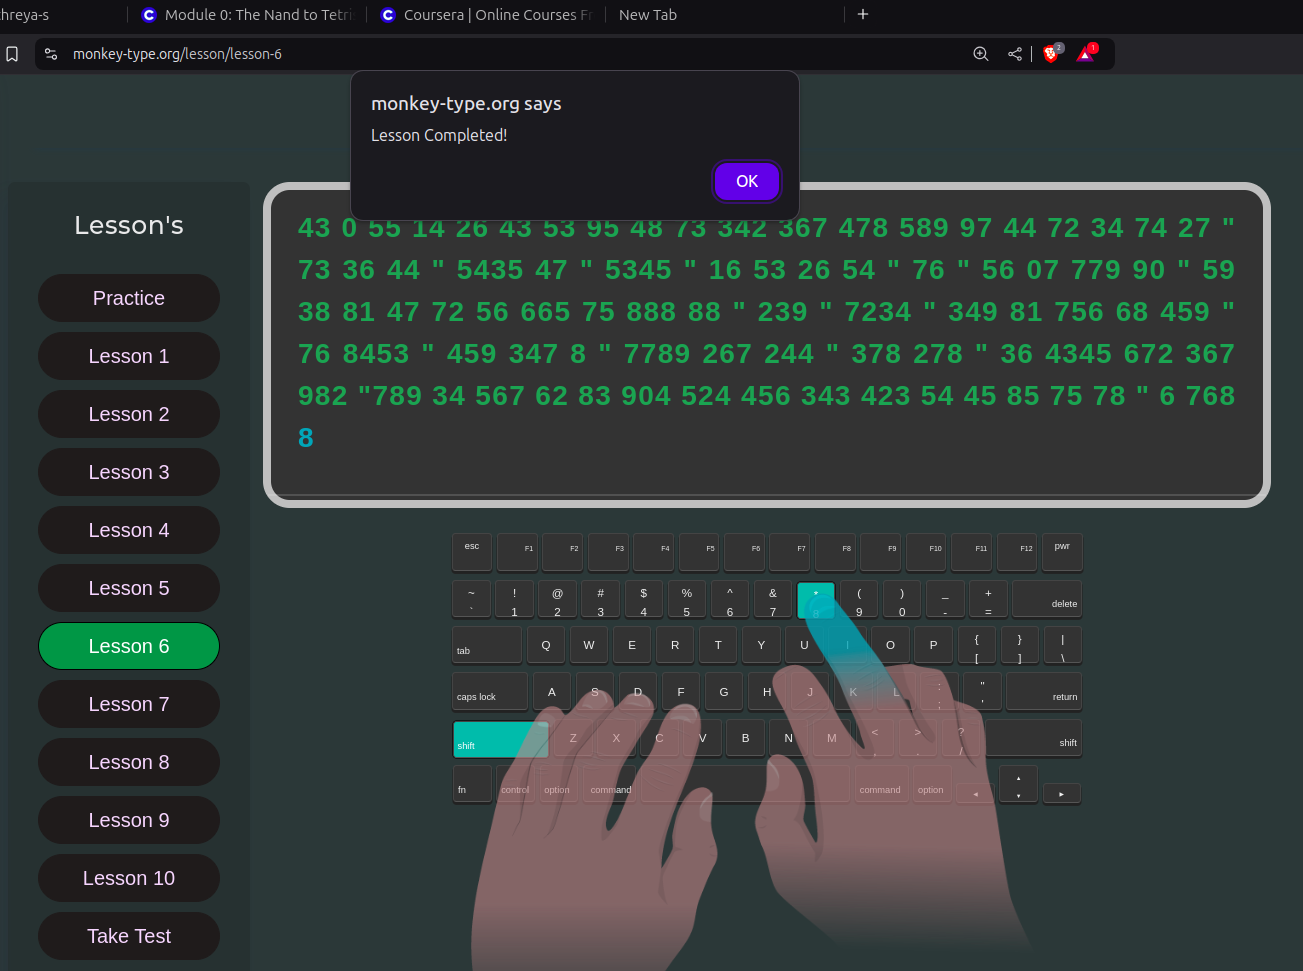 hreya-s
Module 0: The Nand to Tetris
Coursera | Online Courses Fr
New Tab
monkey-type.org/lesson/lesson-6
2
1
monkey-type.org says
Lesson Completed!
OK
Lesson's
Practice
Lesson 1
Lesson 2
Lesson 3
Lesson 4
Lesson 5
Lesson 6
Lesson 7
Lesson 8
Lesson 9
Lesson 10
Take Test
43 0 55 14 26 43 53 95 48 73 342 367 478 589 97 44 72 34 74 27 "
73 36 44 " 5435 47 " 5345 " 16 53 26 54 " 76 " 56 07 779 90 " 59
38 81 47 72 56 665 75 888 88 " 239 " 7234 " 349 81 756 68 459 "
76 8453 " 459 347 8 " 7789 267 244 " 378 278 " 36 4345 672 367
982 "789 34 567 62 83 904 524 456 343 423 54 45 85 75 78 " 6 768
8
esc F1 F2 F3 F4 F5 F6 F7 F8 F9 F10 F11 F12 pwr
~ ! @ # $ % ^ & * ( ) _ +
` 1 2 3 4 5 6 7 8 9 0 - = delete
tab Q W E R T Y U I O P { } |
[ ] \
caps lock A S D F G H J K L : "
; ' return
shift Z X C V B N M < > ?
, . / shift
fn control option command command option ◂ ▴ ▾ ▸